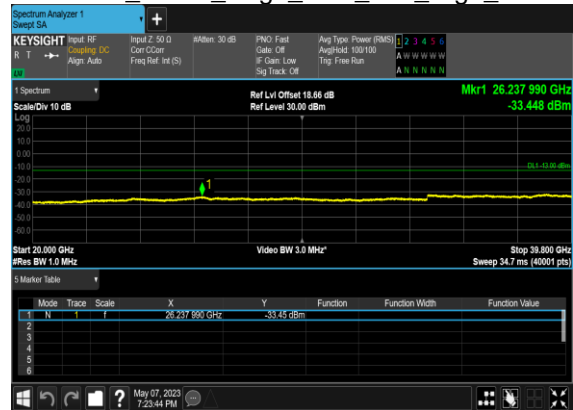 Spectrum Analyzer 1
Swept SA
+
KEYSIGHT Input: RF Input Z: 50 Ω #Atten: 30 dB PNO: Fast Avg Type: Power (RMS) 1 2 3 4 5 6
R T Coupling: DC Corr CCorr Gate: Off Avg|Hold: 100/100 A W W W W W
Align: Auto Freq Ref: Int (S) IF Gain: Low Trig: Free Run
LW Sig Track: Off A N N N N N
1 Spectrum Ref Lvl Offset 18.66 dB Mkr1 26.237 990 GHz
Scale/Div 10 dB Ref Level 30.00 dBm -33.448 dBm
Log
20.0
10.0
0.00
-10.0 DL1 -13.00 dBm
-20.0
-30.0 1
-40.0
-50.0
-60.0
Start 20.000 GHz Video BW 3.0 MHz* Stop 39.800 GHz
#Res BW 1.0 MHz Sweep 34.7 ms (40001 pts)
5 Marker Table
Mode Trace Scale X Y Function Function Width Function Value
1 N 1 f 26.237 990 GHz -33.45 dBm
2
3
4
5
6
? May 07, 2023
7:23:44 PM